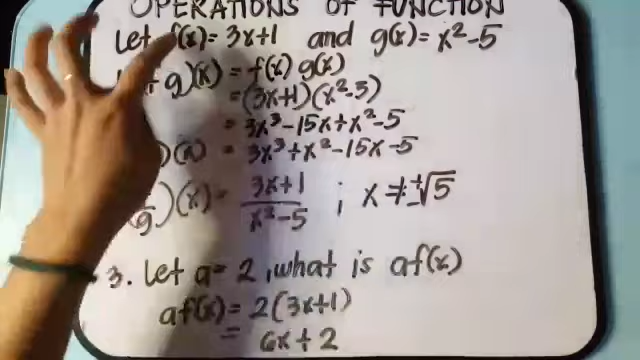 OPERATIONS OF FUNCTION
Let f(x) = 3x+1 and g(x) = x²-5
g)(x) = f(x) g(x)
= (3x+1)(x²-5)
= 3x³-15x+x²-5
)(x) = 3x³+x²-15x-5
g)(x) = 3x+1 / x²-5 ; x ≠ ±√5
3. Let a = 2, what is af(x)
af(x) = 2(3x+1)
= 6x+2